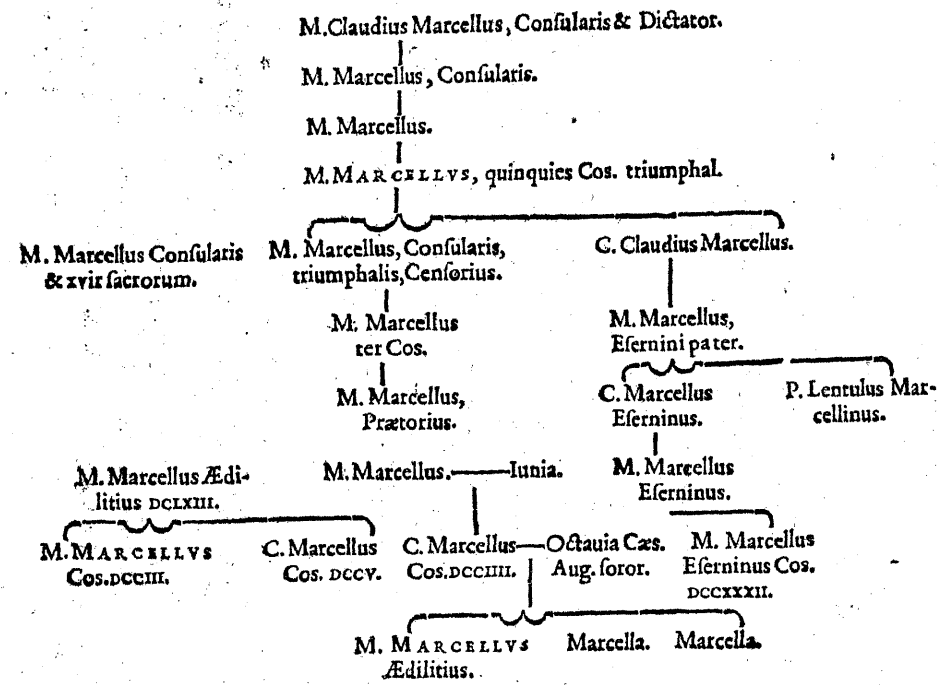 M. Claudius Marcellus, Conſularis & Dictator.
M. Marcellus, Conſularis.
M. Marcellus.
M. MARCELLVS, quinquies Cos. triumphal.
M. Marcellus Conſularis
& xvir ſacrorum.
M. Marcellus, Conſularis,
triumphalis, Cenſorius.
C. Claudius Marcellus.
M. Marcellus
ter Cos.
M. Marcellus,
Eſernini pater.
M. Marcellus,
Prætorius.
C. Marcellus
Eſerninus.
P. Lentulus Mar-
cellinus.
M. Marcellus Ædi-
litius DCLXIII.
M. Marcellus. Iunia.
M. Marcellus
Eſerninus.
M. MARCELLVS
Cos. DCCIII.
C. Marcellus
Cos. DCCV.
C. Marcellus
Cos. DCCIIII.
Octauia Cæs.
Aug. ſoror.
M. Marcellus
Eſerninus Cos.
DCCXXXII.
M. MARCELLVS
Ædilitius.
Marcella.
Marcella.